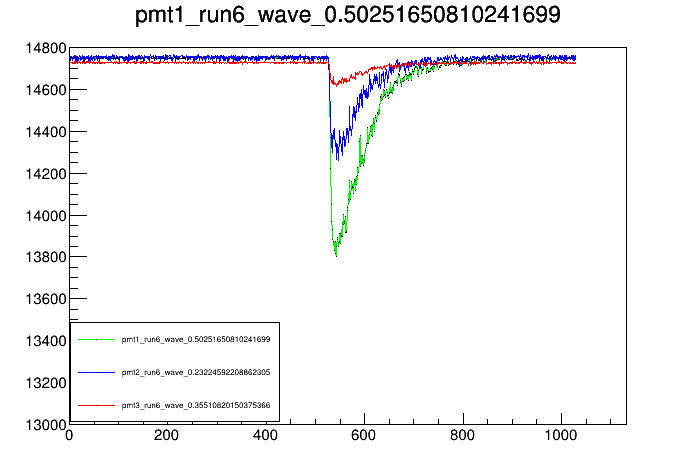 pmt1_run6_wave_0.50251650810241699
14800
14600
14400
14200
14000
13800
13600
13400
13200
13000
pmt1_run6_wave_0.50251650810241699
pmt2_run6_wave_0.23224592208862305
pmt3_run6_wave_0.35510820150375366
0 200 400 600 800 1000